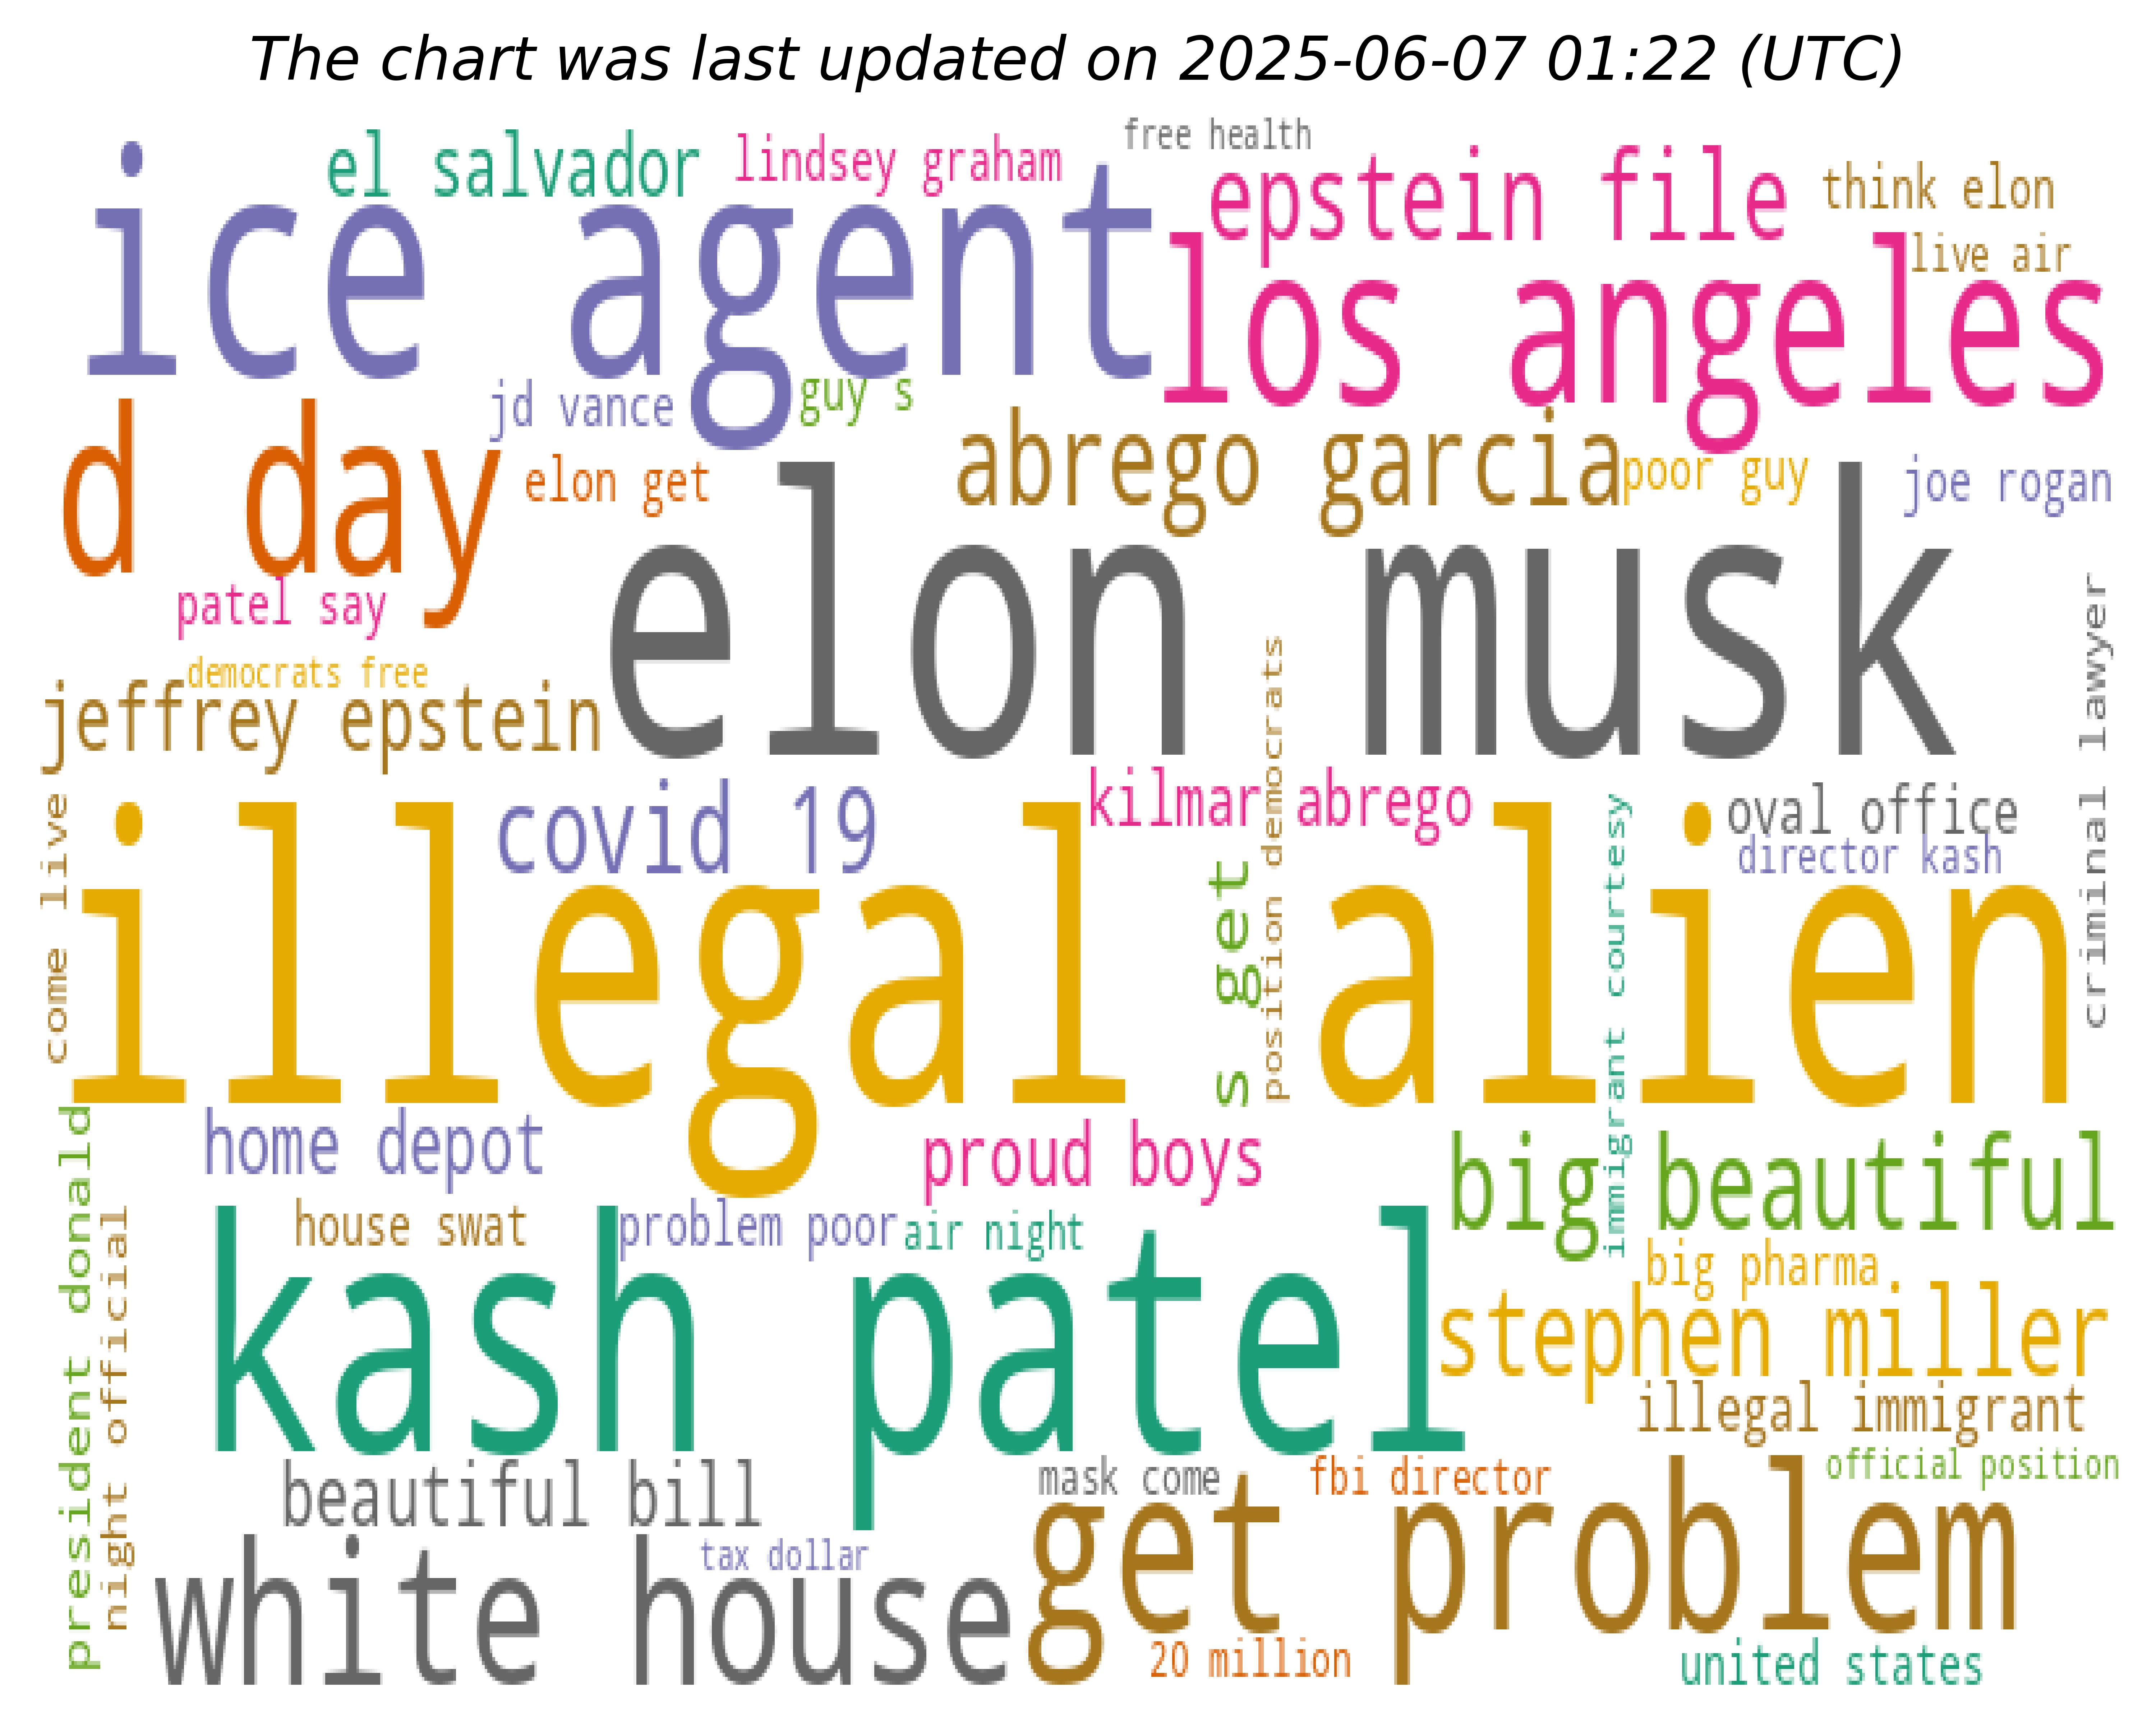 The chart was last updated on 2025-06-07 01:22 (UTC)
free health
el salvador
lindsey graham
epstein file
think elon
ice agent
live air
los angeles
jd vance
guy s
d day
elon get
abrego garcia
poor guy
joe rogan
elon musk
patel say
democrats free
jeffrey epstein
criminal lawyer
position democrats
come live
covid 19
kilmar abrego
oval office
director kash
immigrant courtesy
s get
illegal alien
home depot
proud boys
big beautiful
president donald
night official
house swat
problem poor
air night
big pharma
kash patel
stephen miller
illegal immigrant
beautiful bill
mask come
fbi director
official position
get problem
tax dollar
white house
20 million
united states